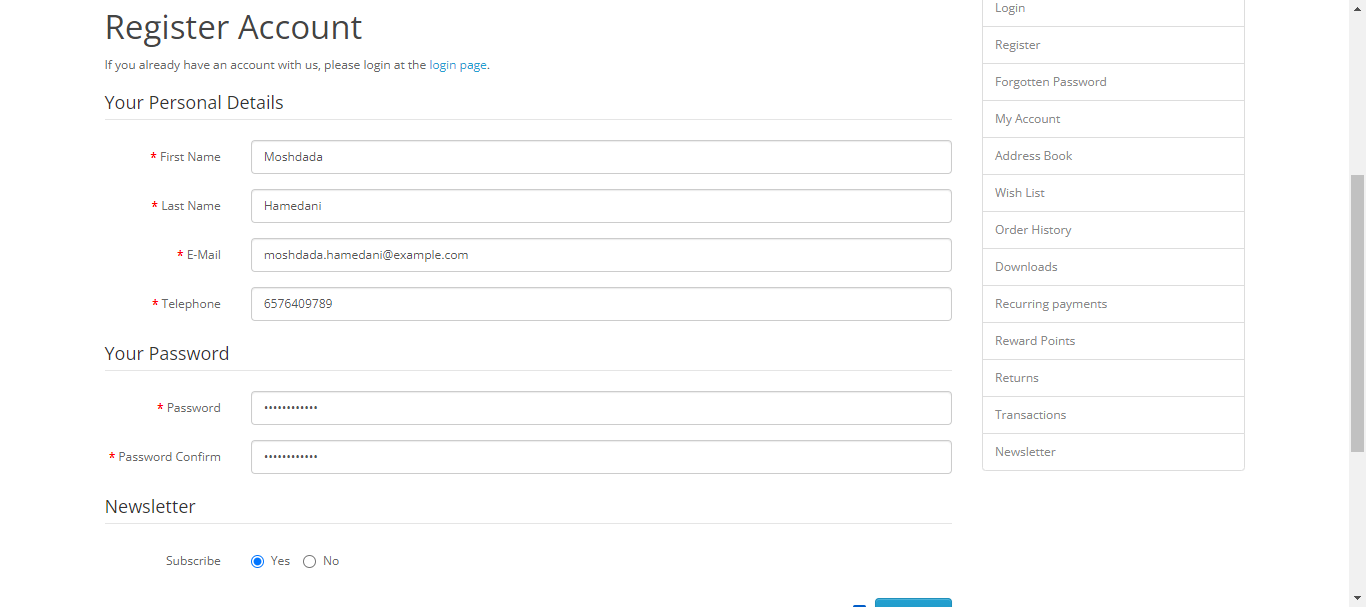 Register Account
If you already have an account with us, please login at the login page.
Your Personal Details
* First Name
Moshdada
* Last Name
Hamedani
* E-Mail
moshdada.hamedani@example.com
* Telephone
6576409789
Your Password
* Password
••••••••••••
* Password Confirm
••••••••••••
Newsletter
Subscribe
Yes No
Login
Register
Forgotten Password
My Account
Address Book
Wish List
Order History
Downloads
Recurring payments
Reward Points
Returns
Transactions
Newsletter